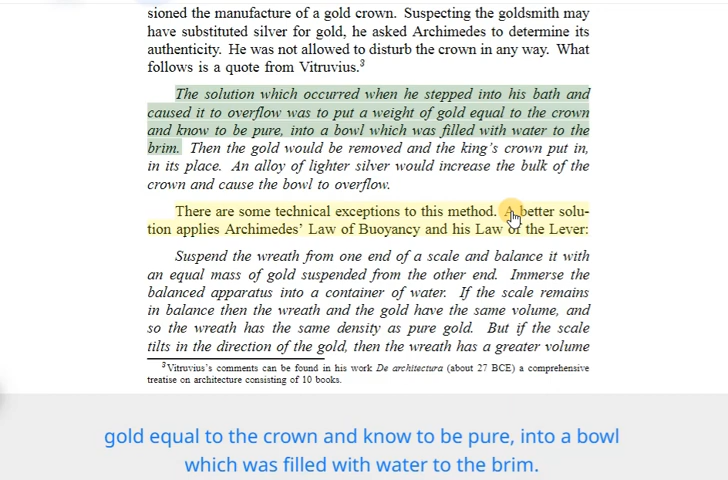 sioned the manufacture of a gold crown. Suspecting the goldsmith may
have substituted silver for gold, he asked Archimedes to determine its
authenticity. He was not allowed to disturb the crown in any way. What
follows is a quote from Vitruvius.3
The solution which occurred when he stepped into his bath and
caused it to overflow was to put a weight of gold equal to the crown
and know to be pure, into a bowl which was filled with water to the
brim. Then the gold would be removed and the king's crown put in,
in its place. An alloy of lighter silver would increase the bulk of the
crown and cause the bowl to overflow.
There are some technical exceptions to this method. A better solu-
tion applies Archimedes' Law of Buoyancy and his Law of the Lever:
Suspend the wreath from one end of a scale and balance it with
an equal mass of gold suspended from the other end. Immerse the
balanced apparatus into a container of water. If the scale remains
in balance then the wreath and the gold have the same volume, and
so the wreath has the same density as pure gold. But if the scale
tilts in the direction of the gold, then the wreath has a greater volume
3Vitruvius's comments can be found in his work De architectura (about 27 BCE) a comprehensive
treatise on architecture consisting of 10 books.
gold equal to the crown and know to be pure, into a bowl
which was filled with water to the brim.